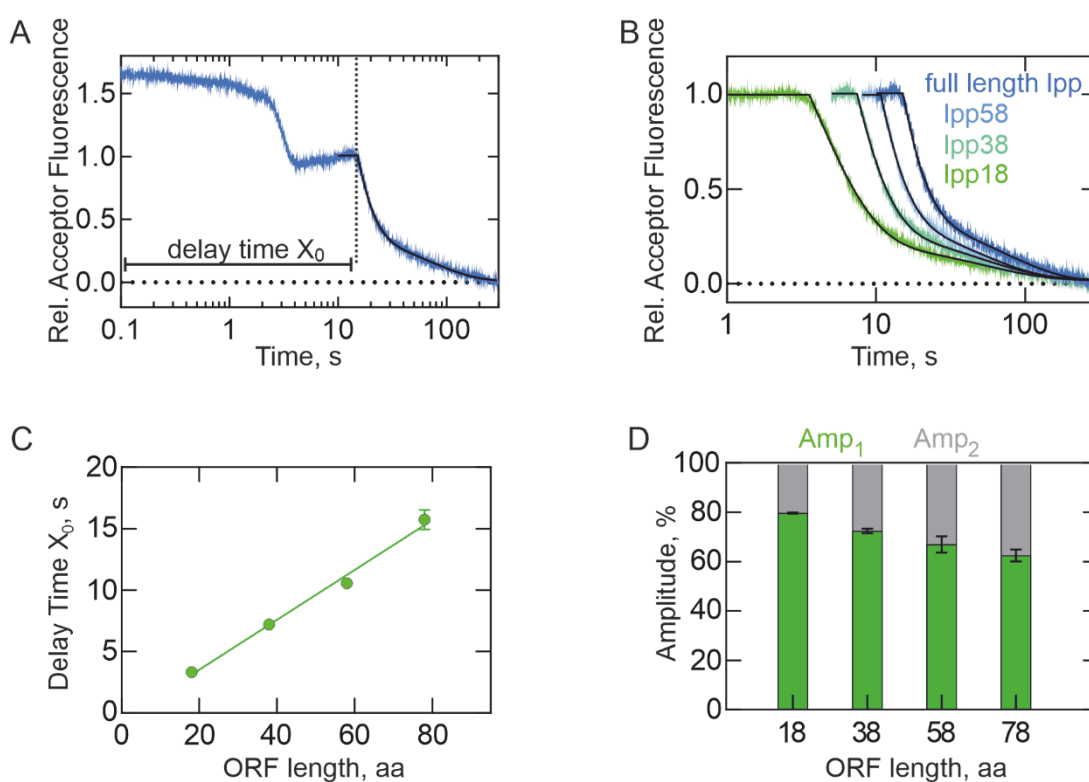 A
Rel. Acceptor Fluorescence
1.5
1.0
0.5
0.0
delay time X₀
0.1 1 10 100
Time, s
B
Rel. Acceptor Fluorescence
1.0
0.5
0.0
full length lpp
lpp58
lpp38
lpp18
1 10 100
Time, s
C
Delay Time X₀, s
20
15
10
5
0
0 20 40 60 80
ORF length, aa
D
Amp₁ Amp₂
Amplitude, %
100
80
60
40
20
0
18 38 58 78
ORF length, aa